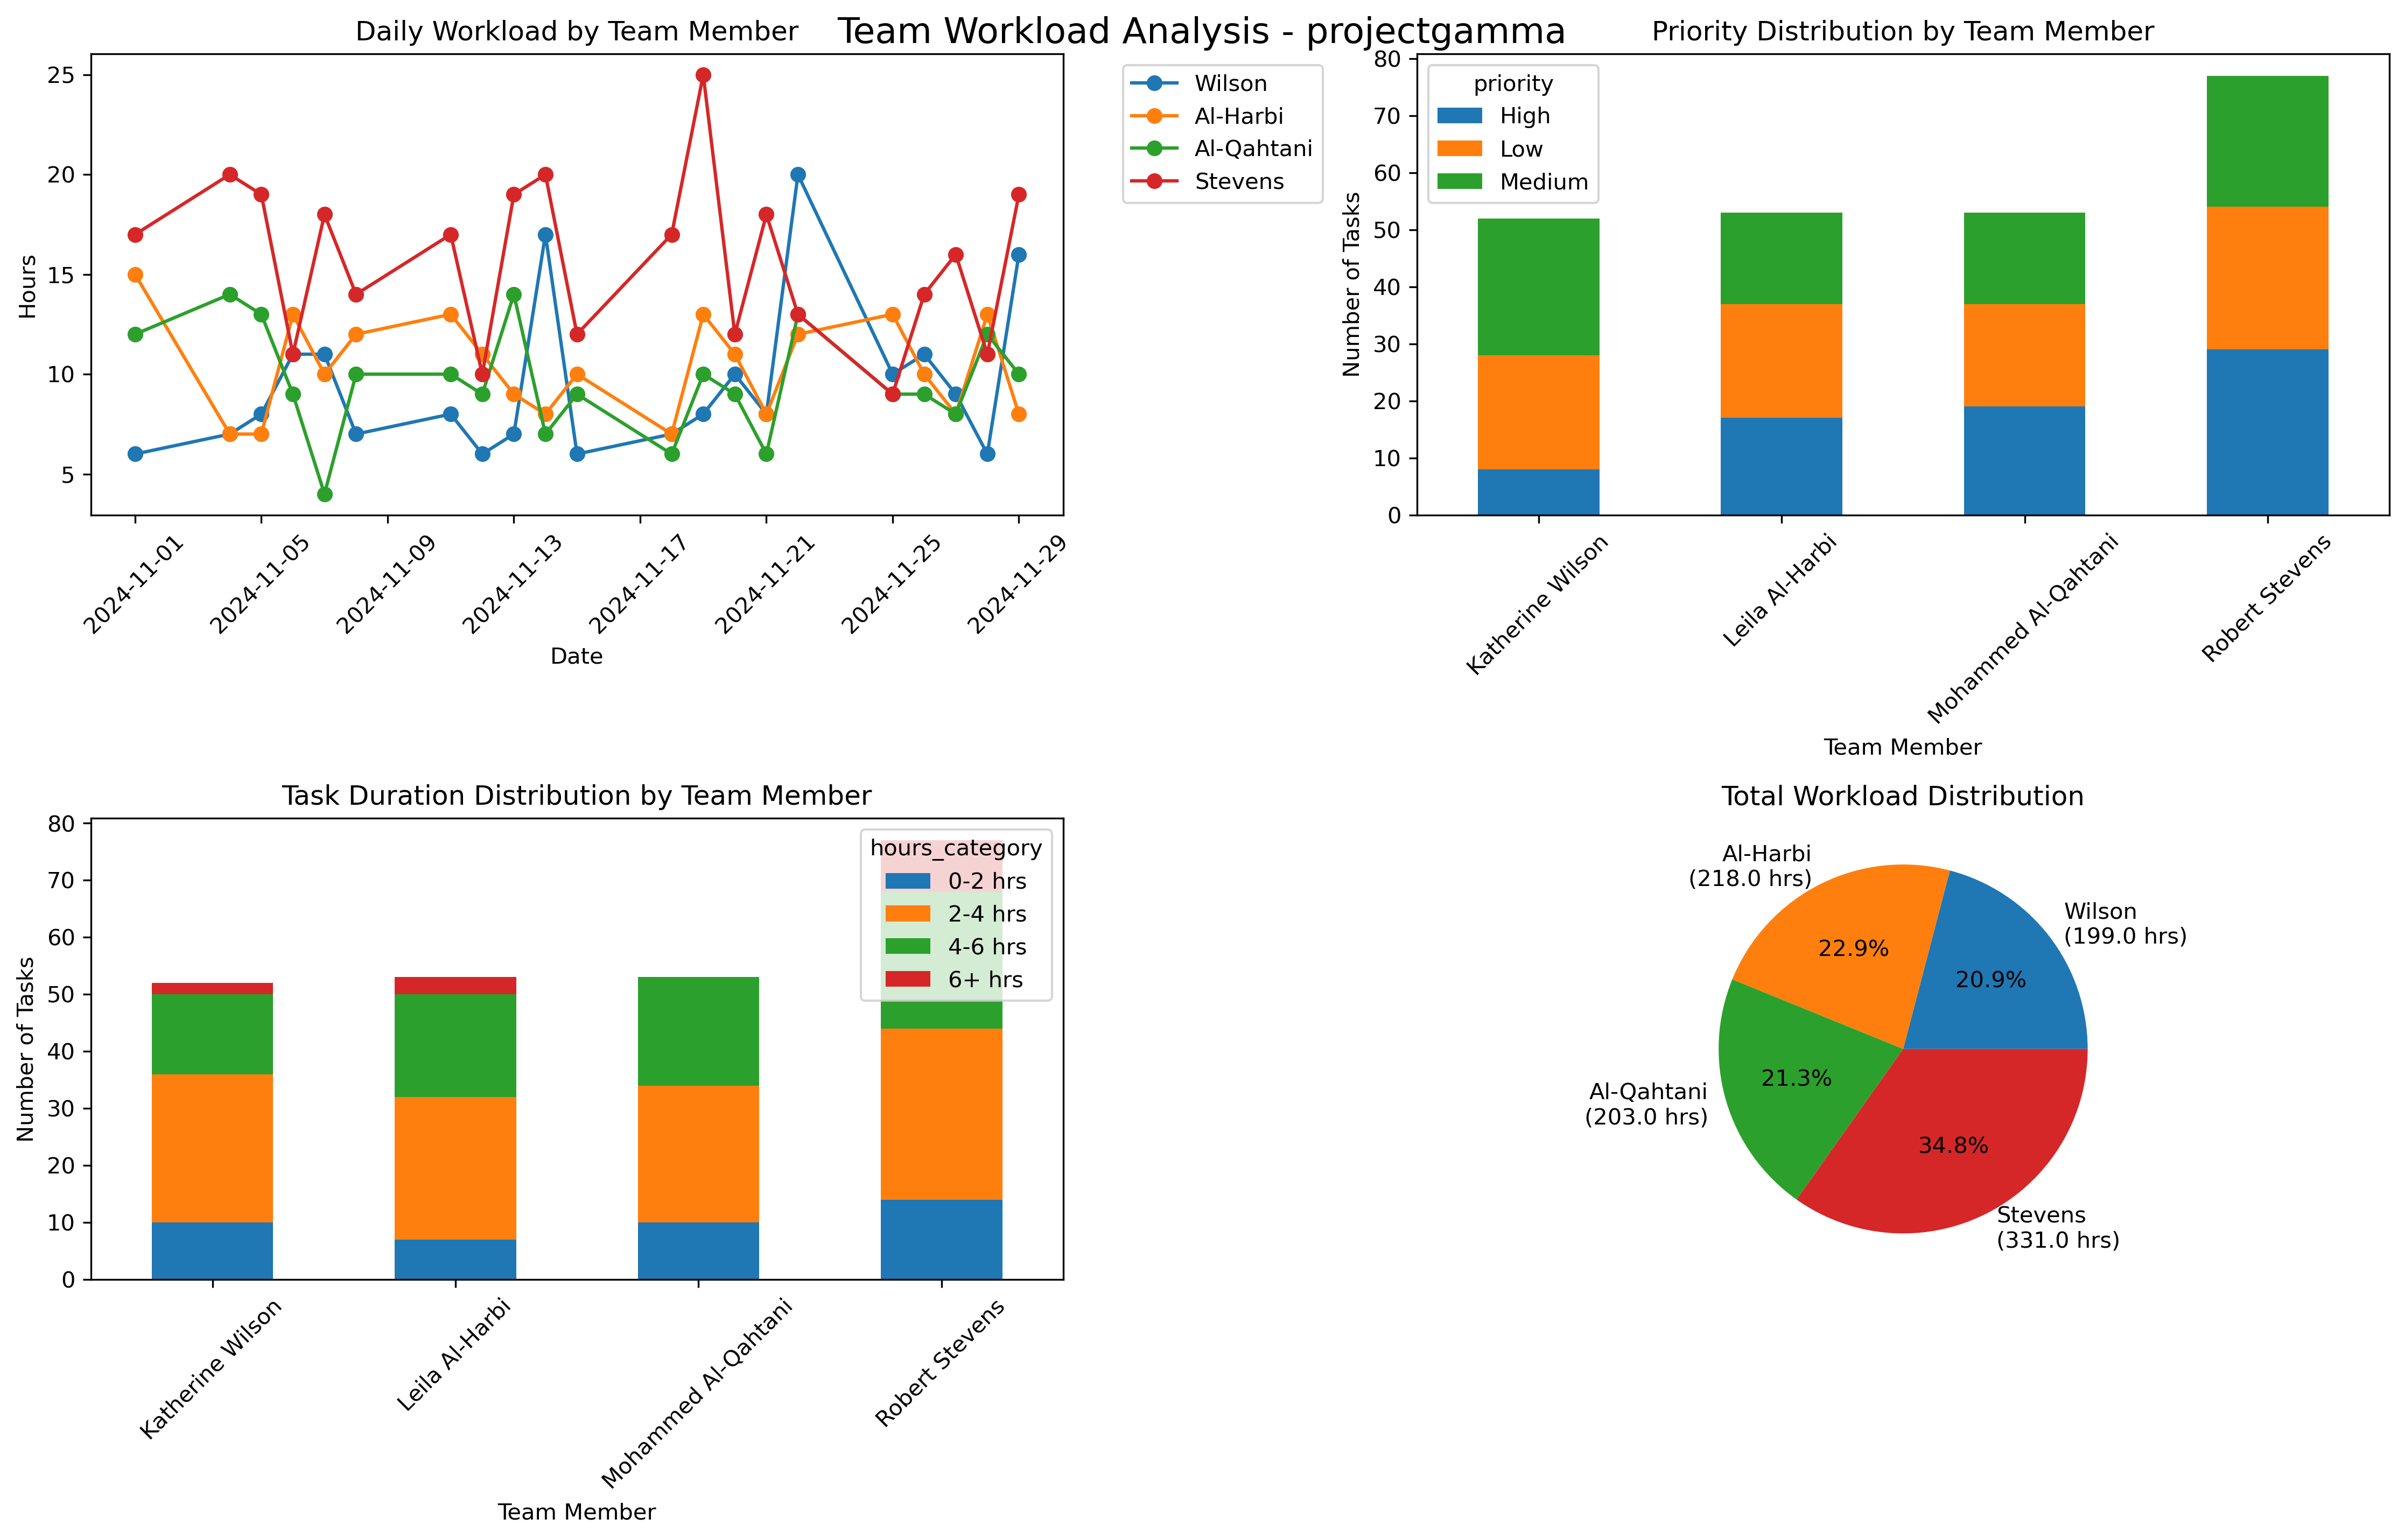 Team Workload Analysis - projectgamma
Daily Workload by Team Member
Hours
25
20
15
10
5
2024-11-01
2024-11-05
2024-11-09
2024-11-13
2024-11-17
2024-11-21
2024-11-25
2024-11-29
Date
Wilson
Al-Harbi
Al-Qahtani
Stevens
Priority Distribution by Team Member
Number of Tasks
80
70
60
50
40
30
20
10
0
priority
High
Low
Medium
Katherine Wilson
Leila Al-Harbi
Mohammed Al-Qahtani
Robert Stevens
Team Member
Task Duration Distribution by Team Member
Number of Tasks
80
70
60
50
40
30
20
10
0
hours_category
0-2 hrs
2-4 hrs
4-6 hrs
6+ hrs
Katherine Wilson
Leila Al-Harbi
Mohammed Al-Qahtani
Robert Stevens
Team Member
Total Workload Distribution
Al-Harbi
(218.0 hrs)
Wilson
(199.0 hrs)
22.9%
20.9%
Al-Qahtani
(203.0 hrs)
21.3%
34.8%
Stevens
(331.0 hrs)